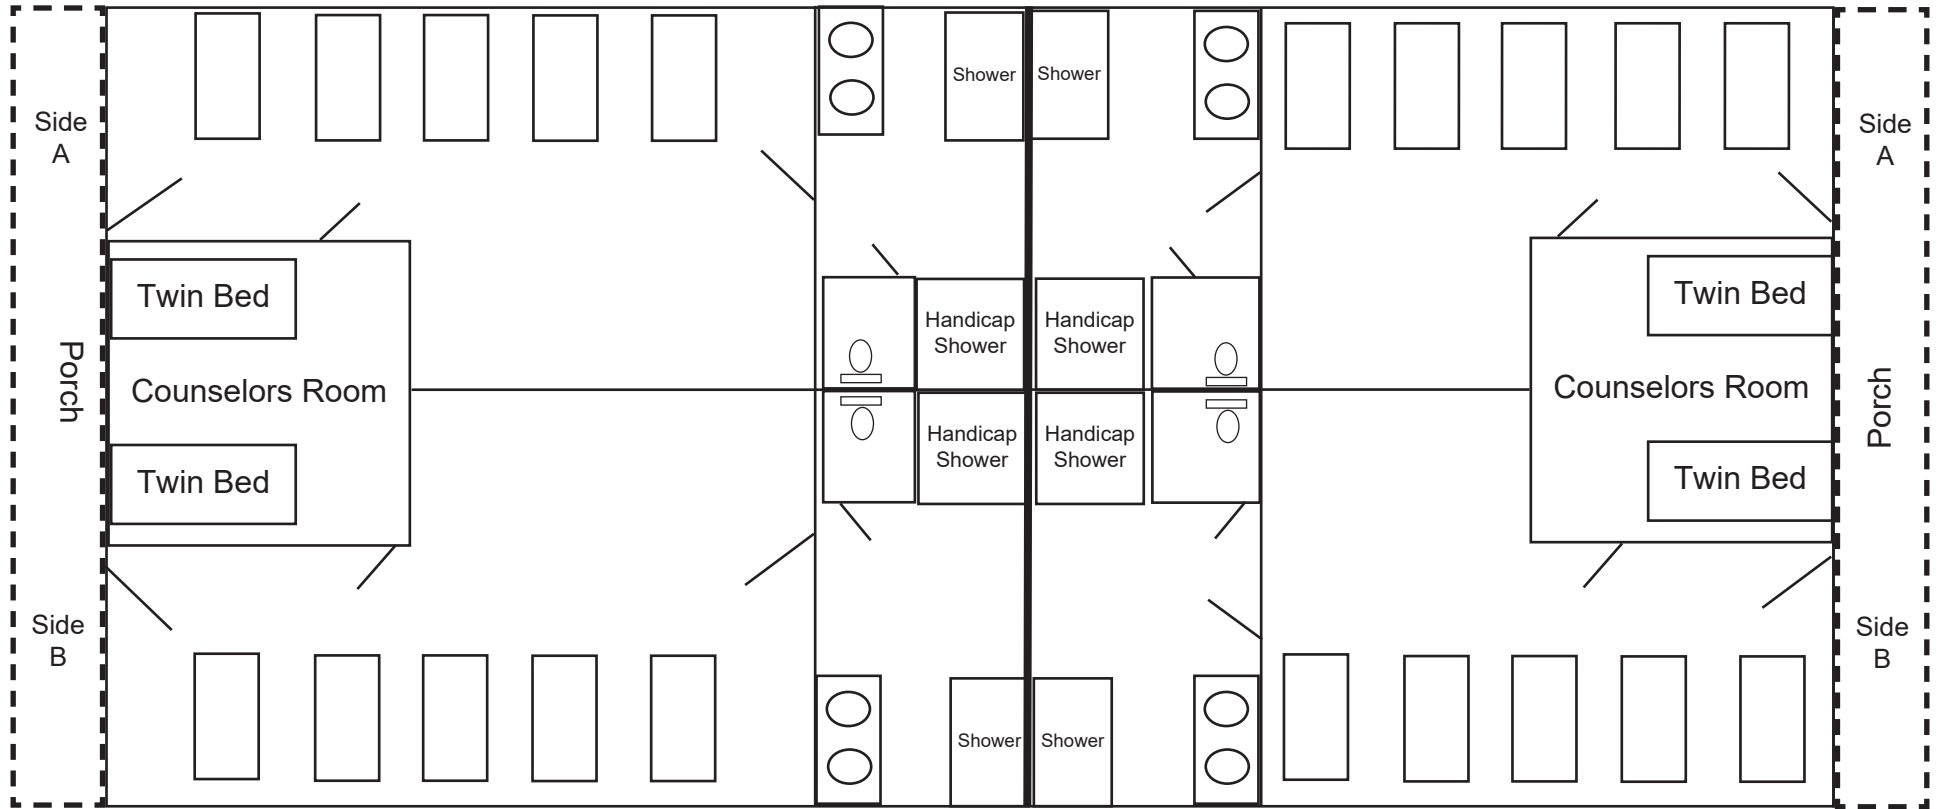 Side
A
Shower
Shower
Side
A
Twin Bed
Handicap
Shower
Handicap
Shower
Twin Bed
Porch
Counselors Room
Counselors Room
Porch
Handicap
Shower
Handicap
Shower
Twin Bed
Twin Bed
Side
B
Side
B
Shower
Shower